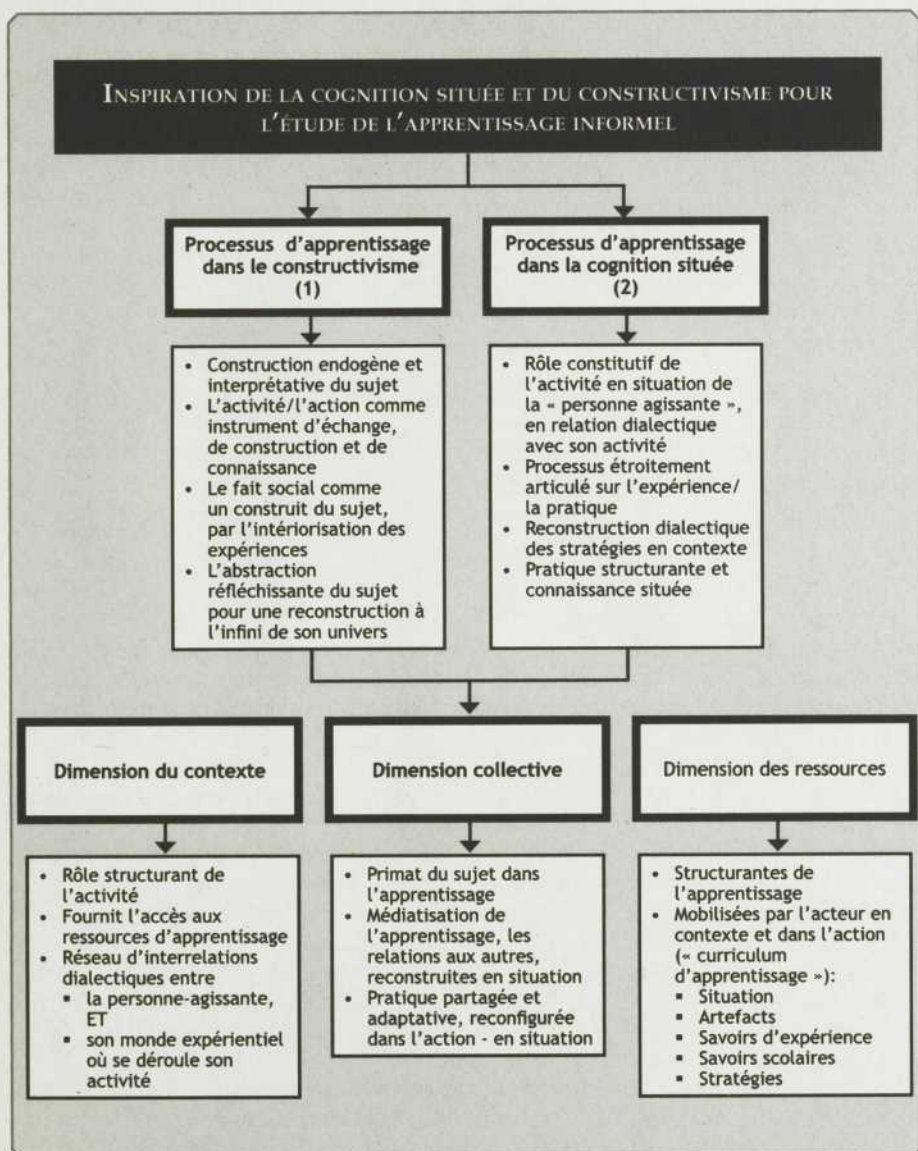 INSPIRATION DE LA COGNITION SITUÉE ET DU CONSTRUCTIVISME POUR
L'ÉTUDE DE L'APPRENTISSAGE INFORMEL
Processus d'apprentissage
dans le constructivisme
(1)
Processus d'apprentissage
dans la cognition située
(2)
• Construction endogène et
interprétative du sujet
• L'activité/l'action comme
instrument d'échange,
de construction et de
connaissance
• Le fait social comme
un construit du sujet,
par l'intériorisation des
expériences
• L'abstraction
réfléchissante du sujet
pour une reconstruction à
l'infini de son univers
• Rôle constitutif de
l'activité en situation de
la « personne agissante »,
en relation dialectique
avec son activité
• Processus étroitement
articulé sur l'expérience/
la pratique
• Reconstruction dialectique
des stratégies en contexte
• Pratique structurante et
connaissance située
Dimension du contexte
Dimension collective
Dimension des ressources
• Rôle structurant de
l'activité
• Fournit l'accès aux
ressources d'apprentissage
• Réseau d'interrelations
dialectiques entre
▪ la personne-agissante,
ET
▪ son monde expérientiel
où se déroule son
activité
• Primat du sujet dans
l'apprentissage
• Médiatisation de
l'apprentissage, les
relations aux autres,
reconstruites en situation
• Pratique partagée et
adaptative, reconfigurée
dans l'action - en situation
• Structurantes de
l'apprentissage
• Mobilisées par l'acteur en
contexte et dans l'action
(« curriculum
d'apprentissage »):
▪ Situation
▪ Artefacts
▪ Savoirs d'expérience
▪ Savoirs scolaires
▪ Stratégies